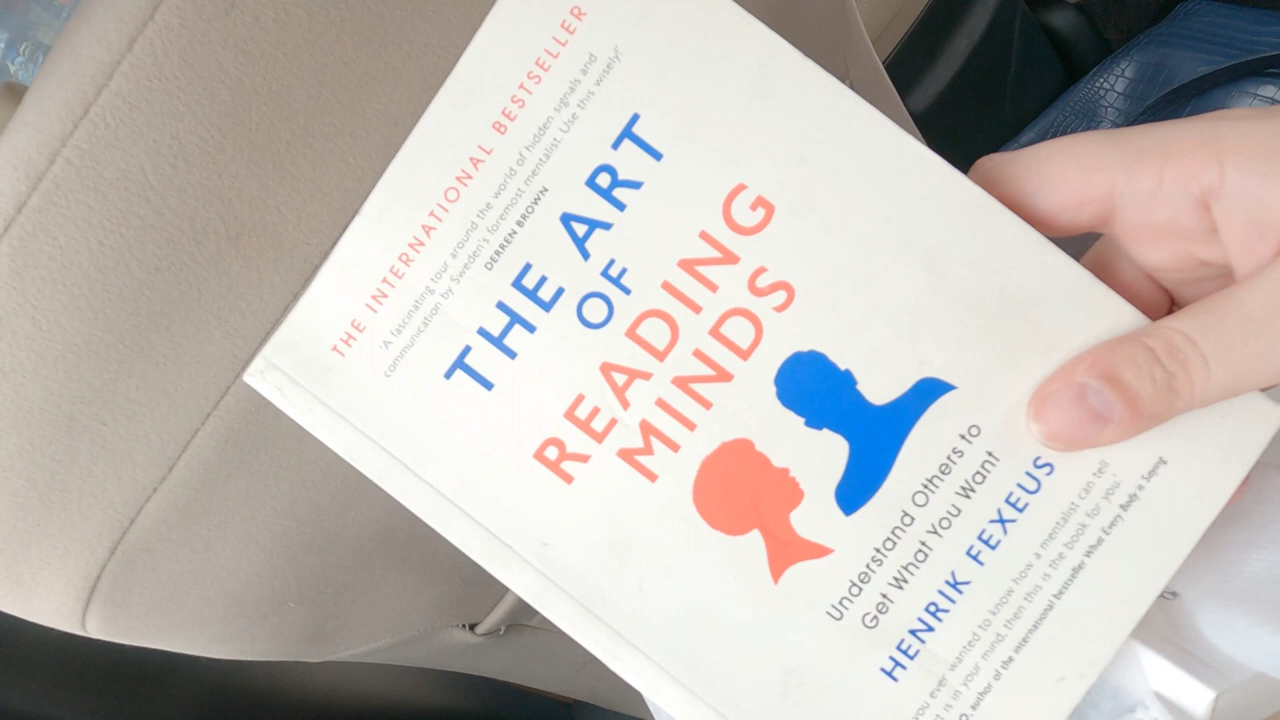 THE INTERNATIONAL BESTSELLER
'A fascinating tour around the world of hidden signals and
communication by Sweden's foremost mentalist. Use this wisely!'
DERREN BROWN
THE ART
OF
READING
MINDS
Understand Others to
Get What You Want
HENRIK FEXEUS
you ever wanted to know how a mentalist can tell
t is in your mind, then this is the book for you.'
O, author of the international bestseller What Every Body is Saying